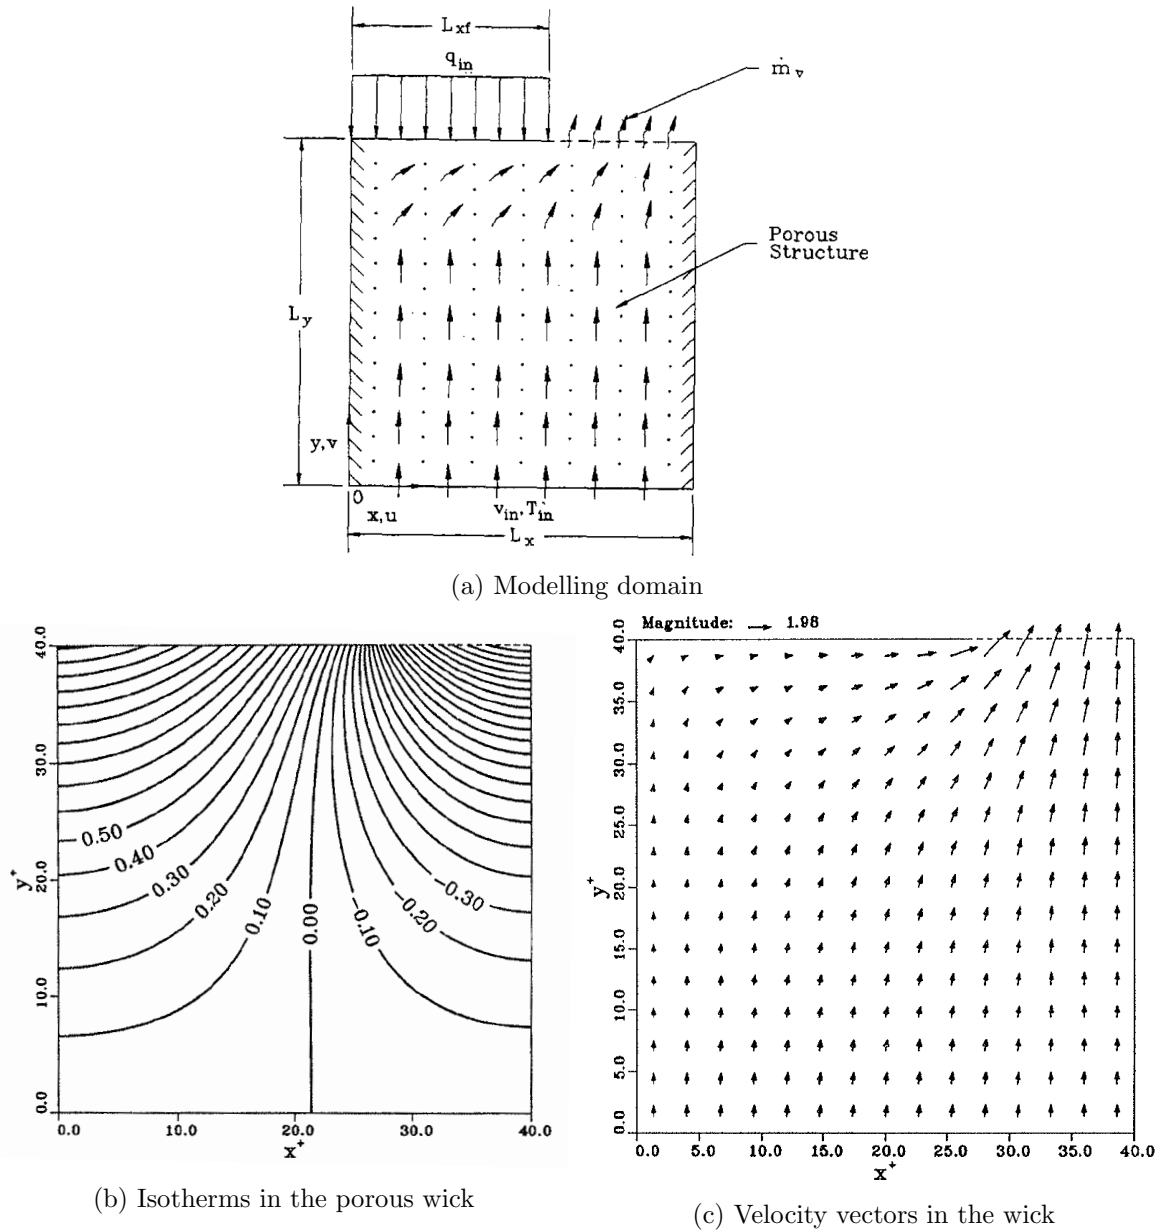 L_xf
q_in
ṁ_v
Porous
Structure
L_y
y,v
0
x,u
v_in,T_in
L_x
(a) Modelling domain
40.0
30.0
20.0
10.0
0.0
y⁺
0.50
0.40
0.30
0.20
0.10
0.00
-0.10
-0.20
-0.30
0.0 10.0 20.0 30.0 40.0
x⁺
(b) Isotherms in the porous wick
Magnitude: → 1.98
40.0
35.0
30.0
25.0
20.0
15.0
10.0
5.0
0.0
y⁺
0.0 5.0 10.0 15.0 20.0 25.0 30.0 35.0 40.0
x⁺
(c) Velocity vectors in the wick